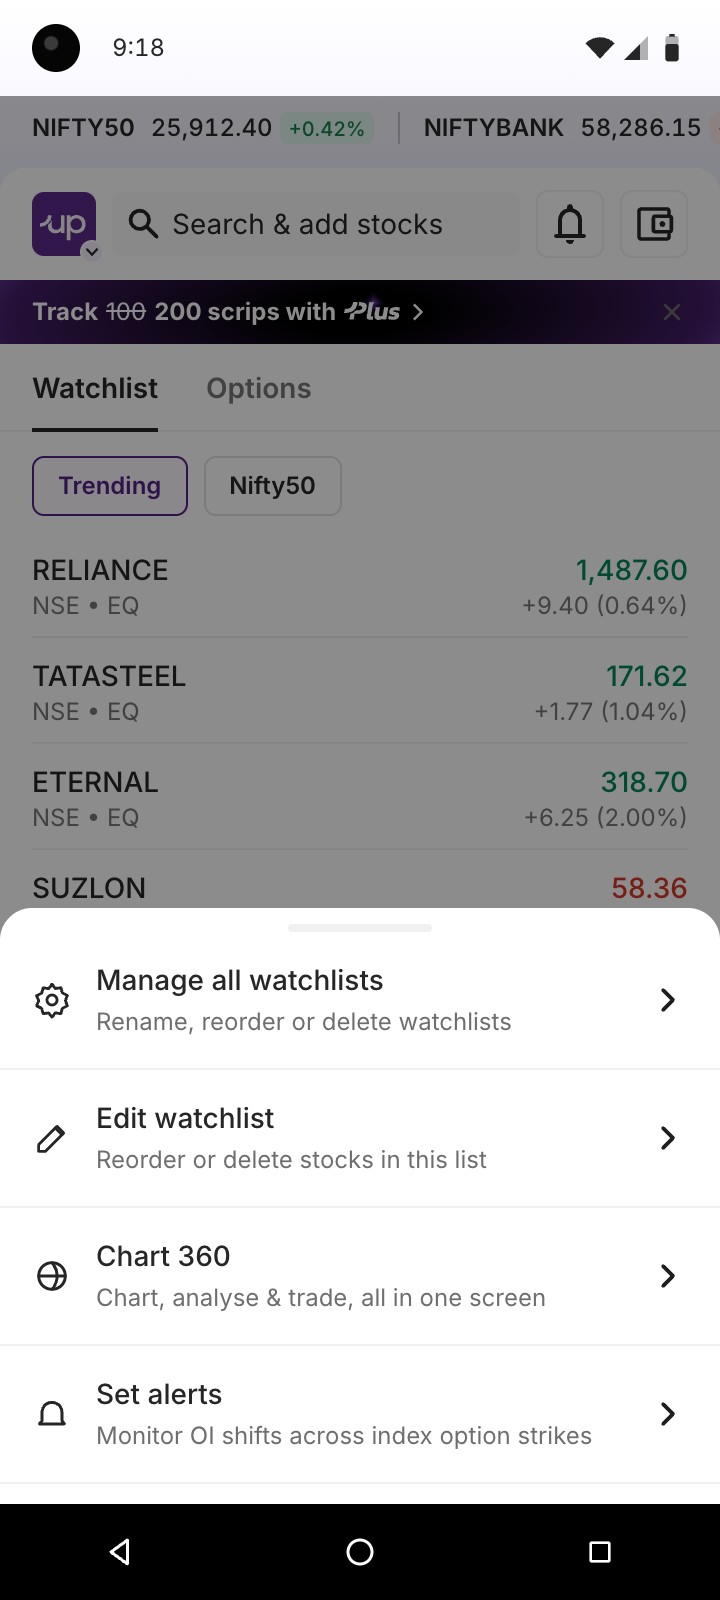 9:18
NIFTY50 25,912.40 +0.42% NIFTYBANK 58,286.15
up Search & add stocks
Track 100 200 scrips with Plus
Watchlist Options
Trending Nifty50
RELIANCE 1,487.60
NSE • EQ +9.40 (0.64%)
TATASTEEL 171.62
NSE • EQ +1.77 (1.04%)
ETERNAL 318.70
NSE • EQ +6.25 (2.00%)
SUZLON 58.36
Manage all watchlists
Rename, reorder or delete watchlists
Edit watchlist
Reorder or delete stocks in this list
Chart 360
Chart, analyse & trade, all in one screen
Set alerts
Monitor OI shifts across index option strikes